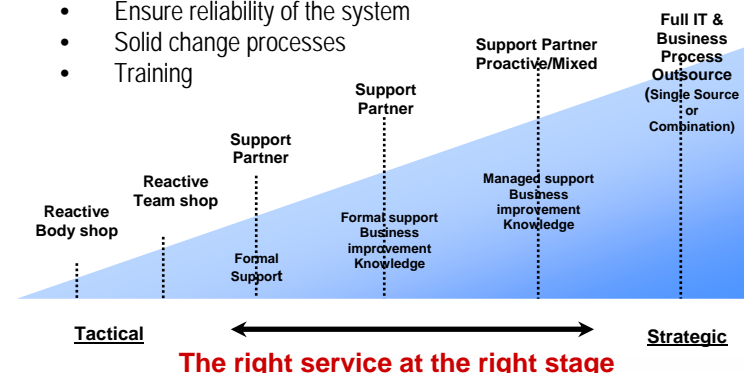 • Ensure reliability of the system
• Solid change processes
• Training
Reactive
Body shop
Reactive
Team shop
Support
Partner
Formal
Support
Support
Partner
Formal support
Business
improvement
Knowledge
Support Partner
Proactive/Mixed
Managed support
Business
improvement
Knowledge
Full IT &
Business
Process
Outsource
(Single Source
or
Combination)
Tactical
Strategic
The right service at the right stage